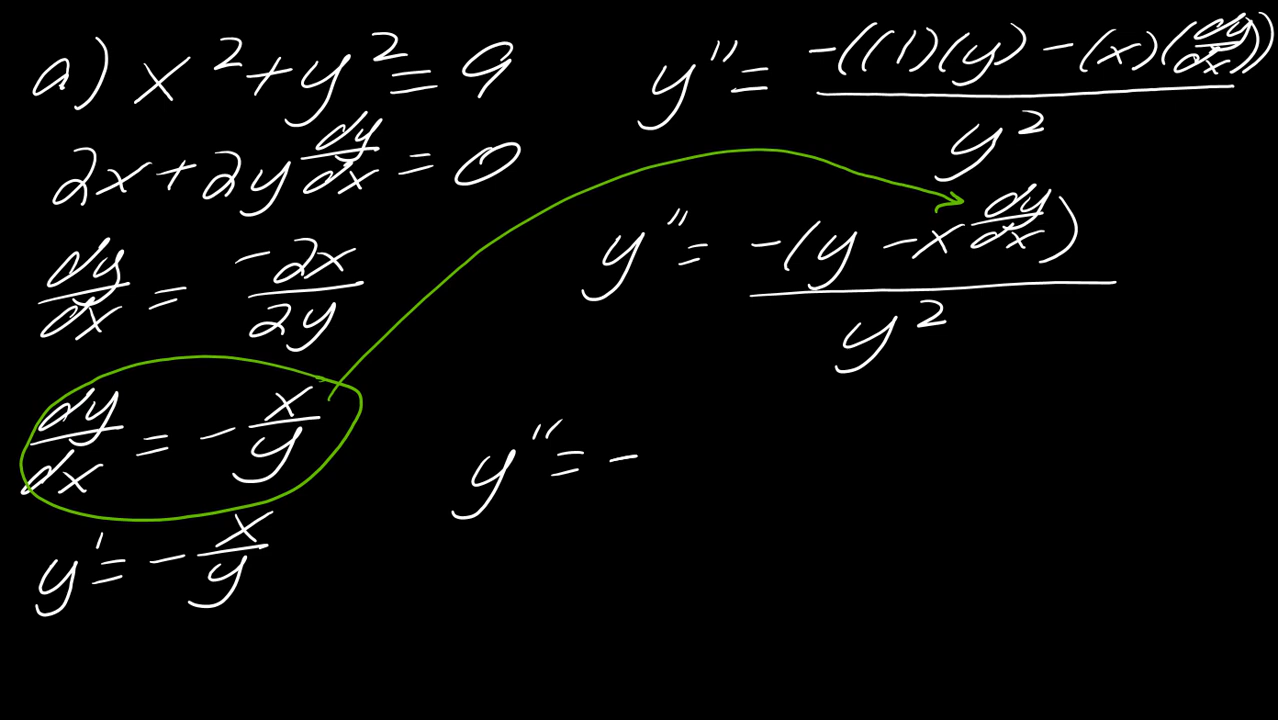 a) x² + y² = 9
2x + 2y dy/dx = 0
dy/dx = -2x/2y
dy/dx = - x/y
y' = - x/y
y'' = -((1)(y) - (x)(dy/dx))/y²
y'' = -(y - x dy/dx)/y²
y'' = -